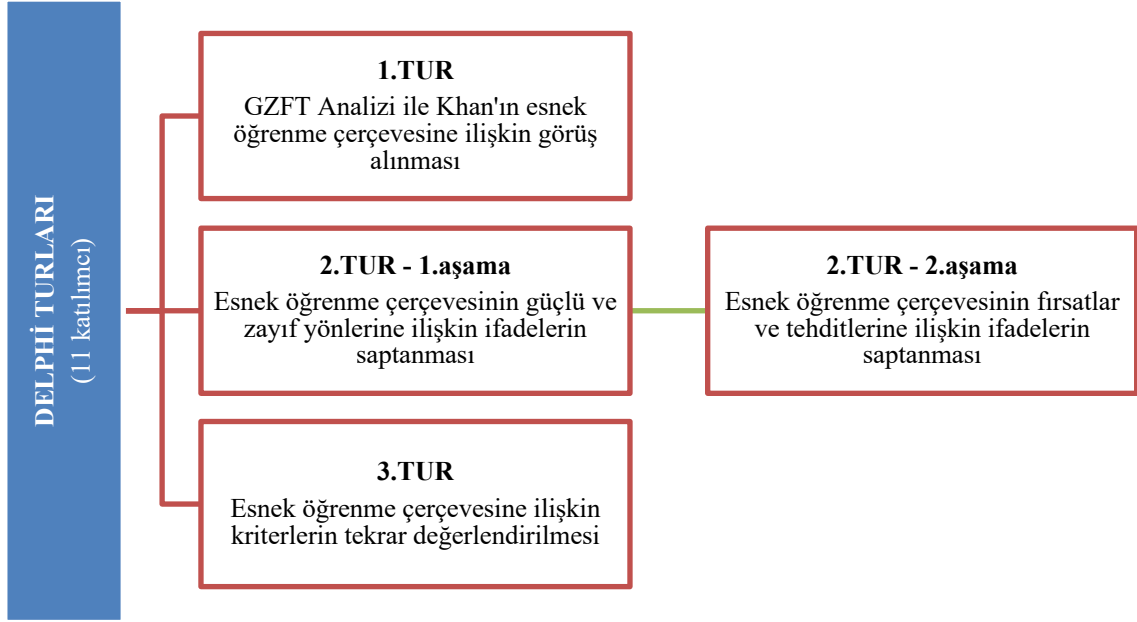 DELPHİ TURLARI
(11 katılımcı)
1.TUR
GZFT Analizi ile Khan'ın esnek
öğrenme çerçevesine ilişkin görüş
alınması
2.TUR - 1.aşama
Esnek öğrenme çerçevesinin güçlü ve
zayıf yönlerine ilişkin ifadelerin
saptanması
2.TUR - 2.aşama
Esnek öğrenme çerçevesinin fırsatlar
ve tehditlerine ilişkin ifadelerin
saptanması
3.TUR
Esnek öğrenme çerçevesine ilişkin
kriterlerin tekrar değerlendirilmesi